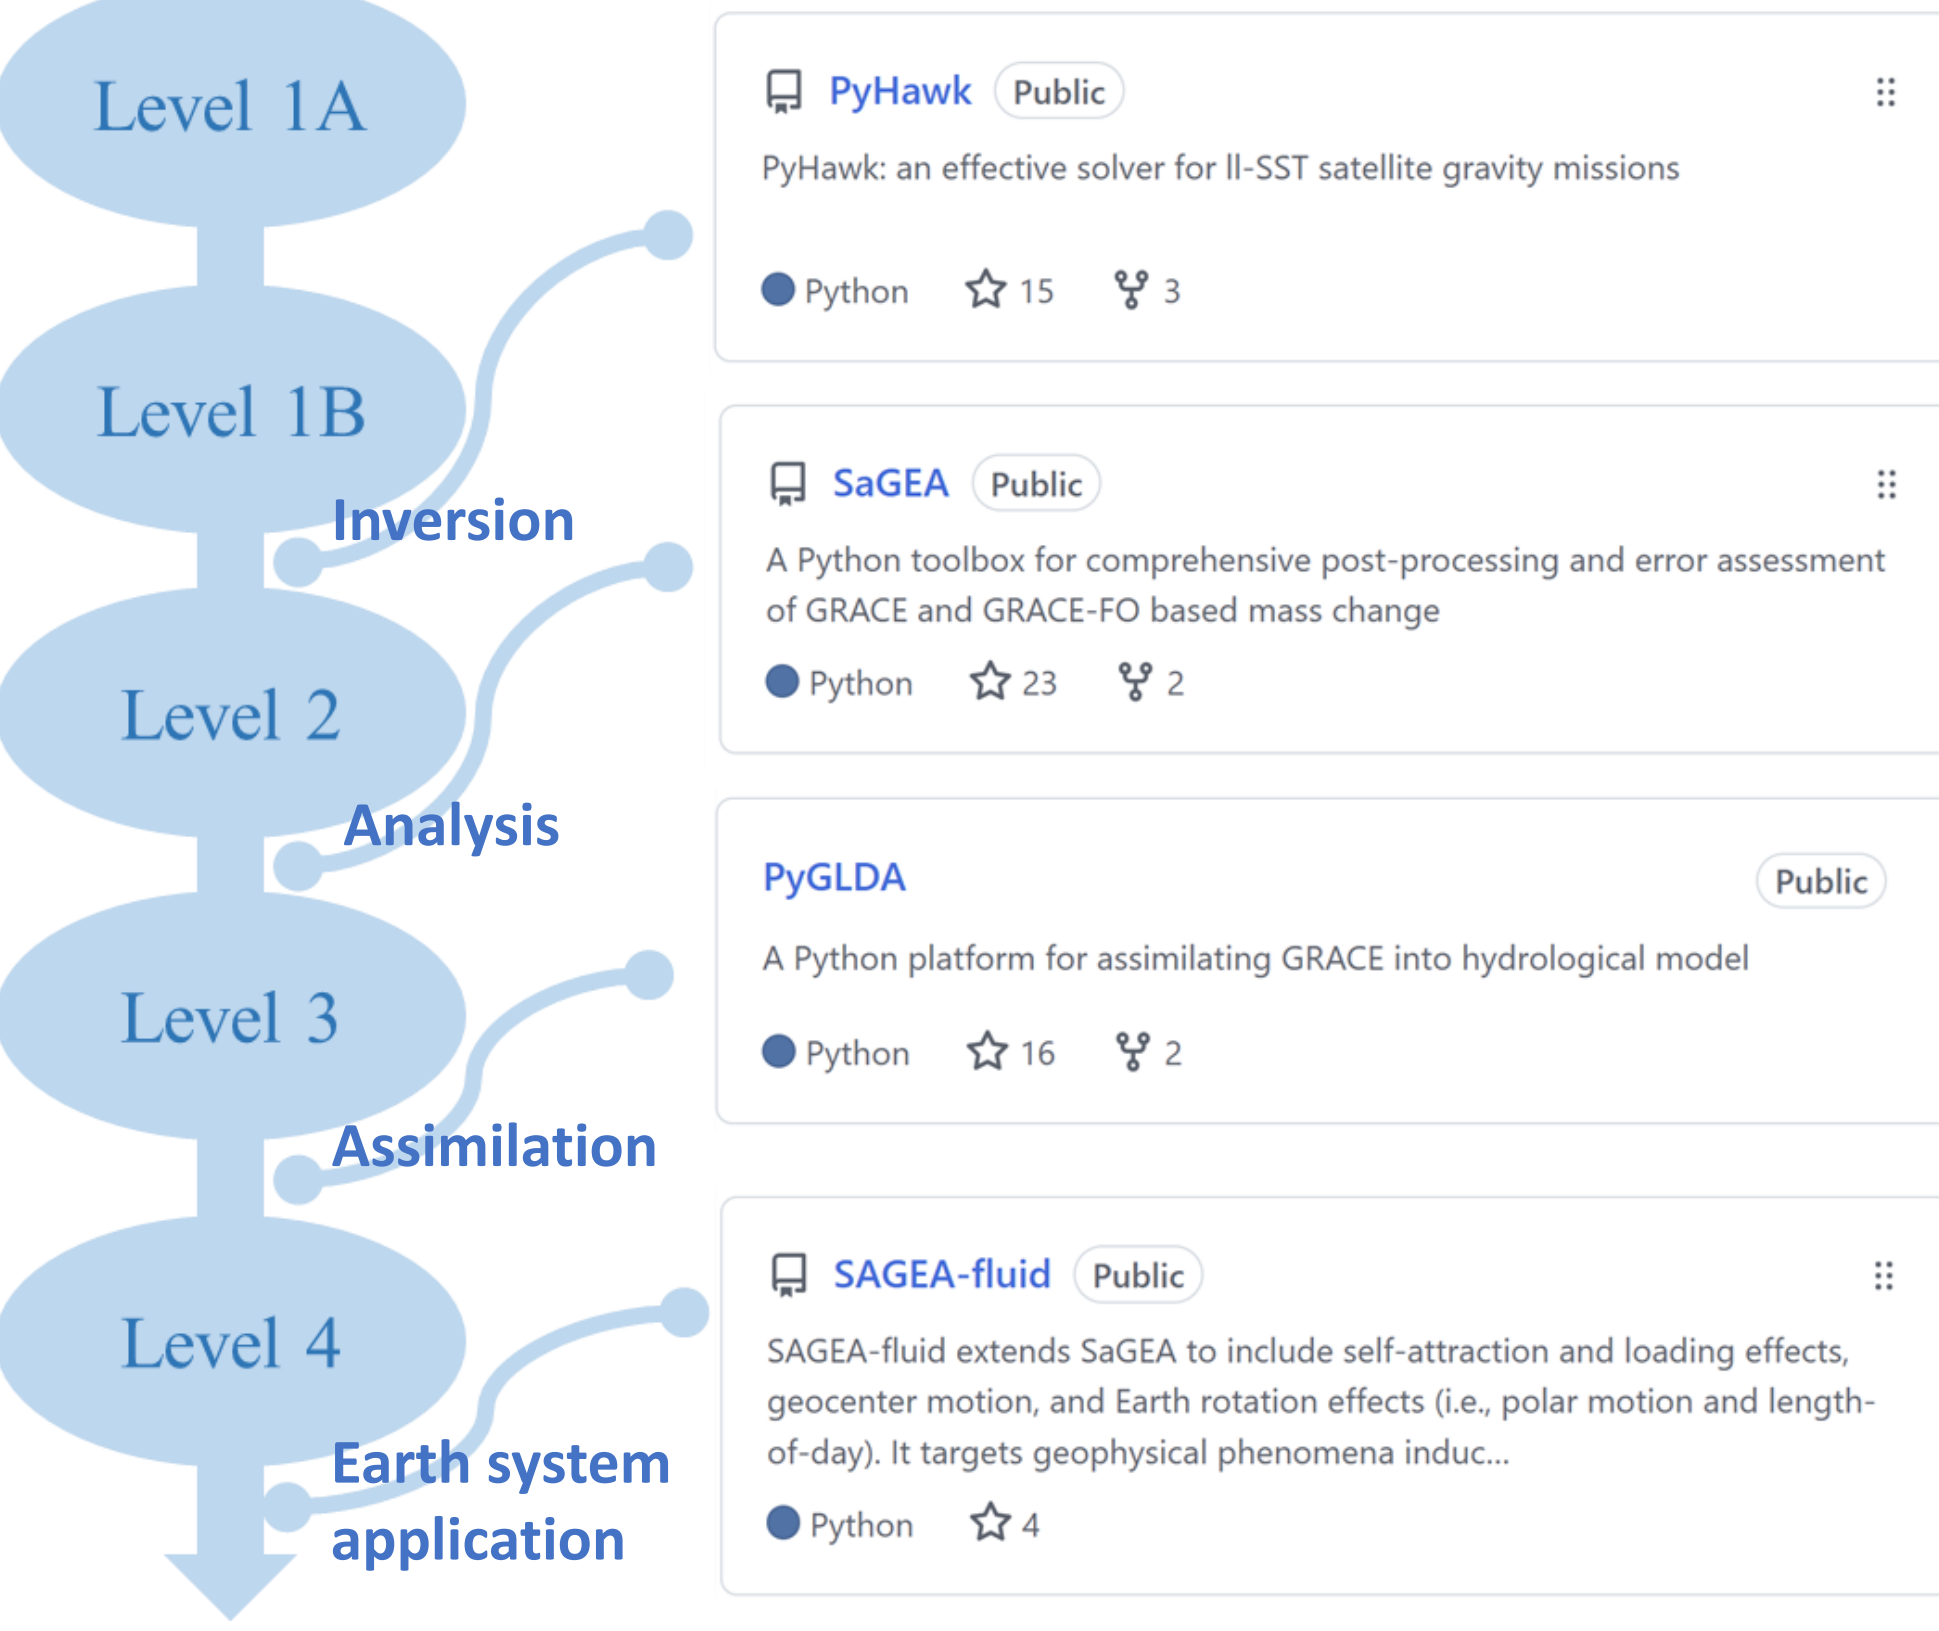 Level 1A
Level 1B
Inversion
Level 2
Analysis
Level 3
Assimilation
Level 4
Earth system
application
PyHawk Public
PyHawk: an effective solver for ll-SST satellite gravity missions
Python 15 3
SaGEA Public
A Python toolbox for comprehensive post-processing and error assessment
of GRACE and GRACE-FO based mass change
Python 23 2
PyGLDA Public
A Python platform for assimilating GRACE into hydrological model
Python 16 2
SAGEA-fluid Public
SAGEA-fluid extends SaGEA to include self-attraction and loading effects,
geocenter motion, and Earth rotation effects (i.e., polar motion and length-
of-day). It targets geophysical phenomena induc...
Python 4